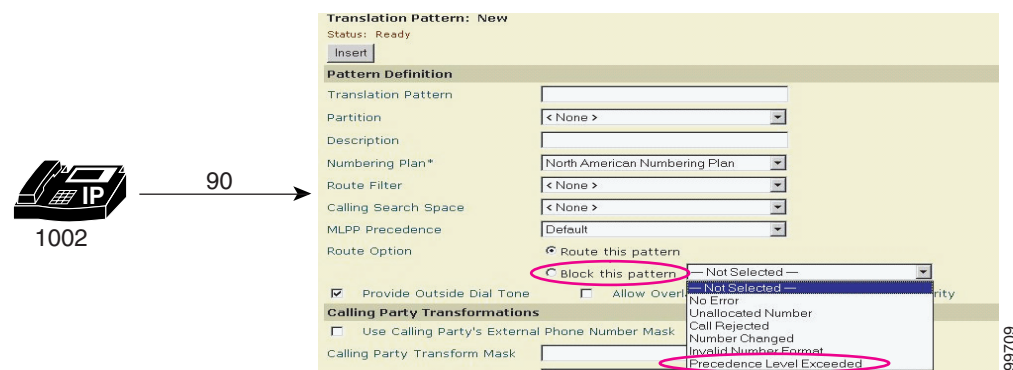 Translation Pattern: New
Status: Ready
Insert
Pattern Definition
Translation Pattern
Partition < None >
Description
Numbering Plan* North American Numbering Plan
Route Filter < None >
Calling Search Space < None >
MLPP Precedence Default
Route Option Route this pattern
Block this pattern — Not Selected —
— Not Selected —
No Error
Unallocated Number
Call Rejected
Number Changed
Invalid Number Format
Precedence Level Exceeded
Provide Outside Dial Tone Allow Overl rity
Calling Party Transformations
Use Calling Party's External Phone Number Mask
Calling Party Transform Mask
IP
1002
90
99709